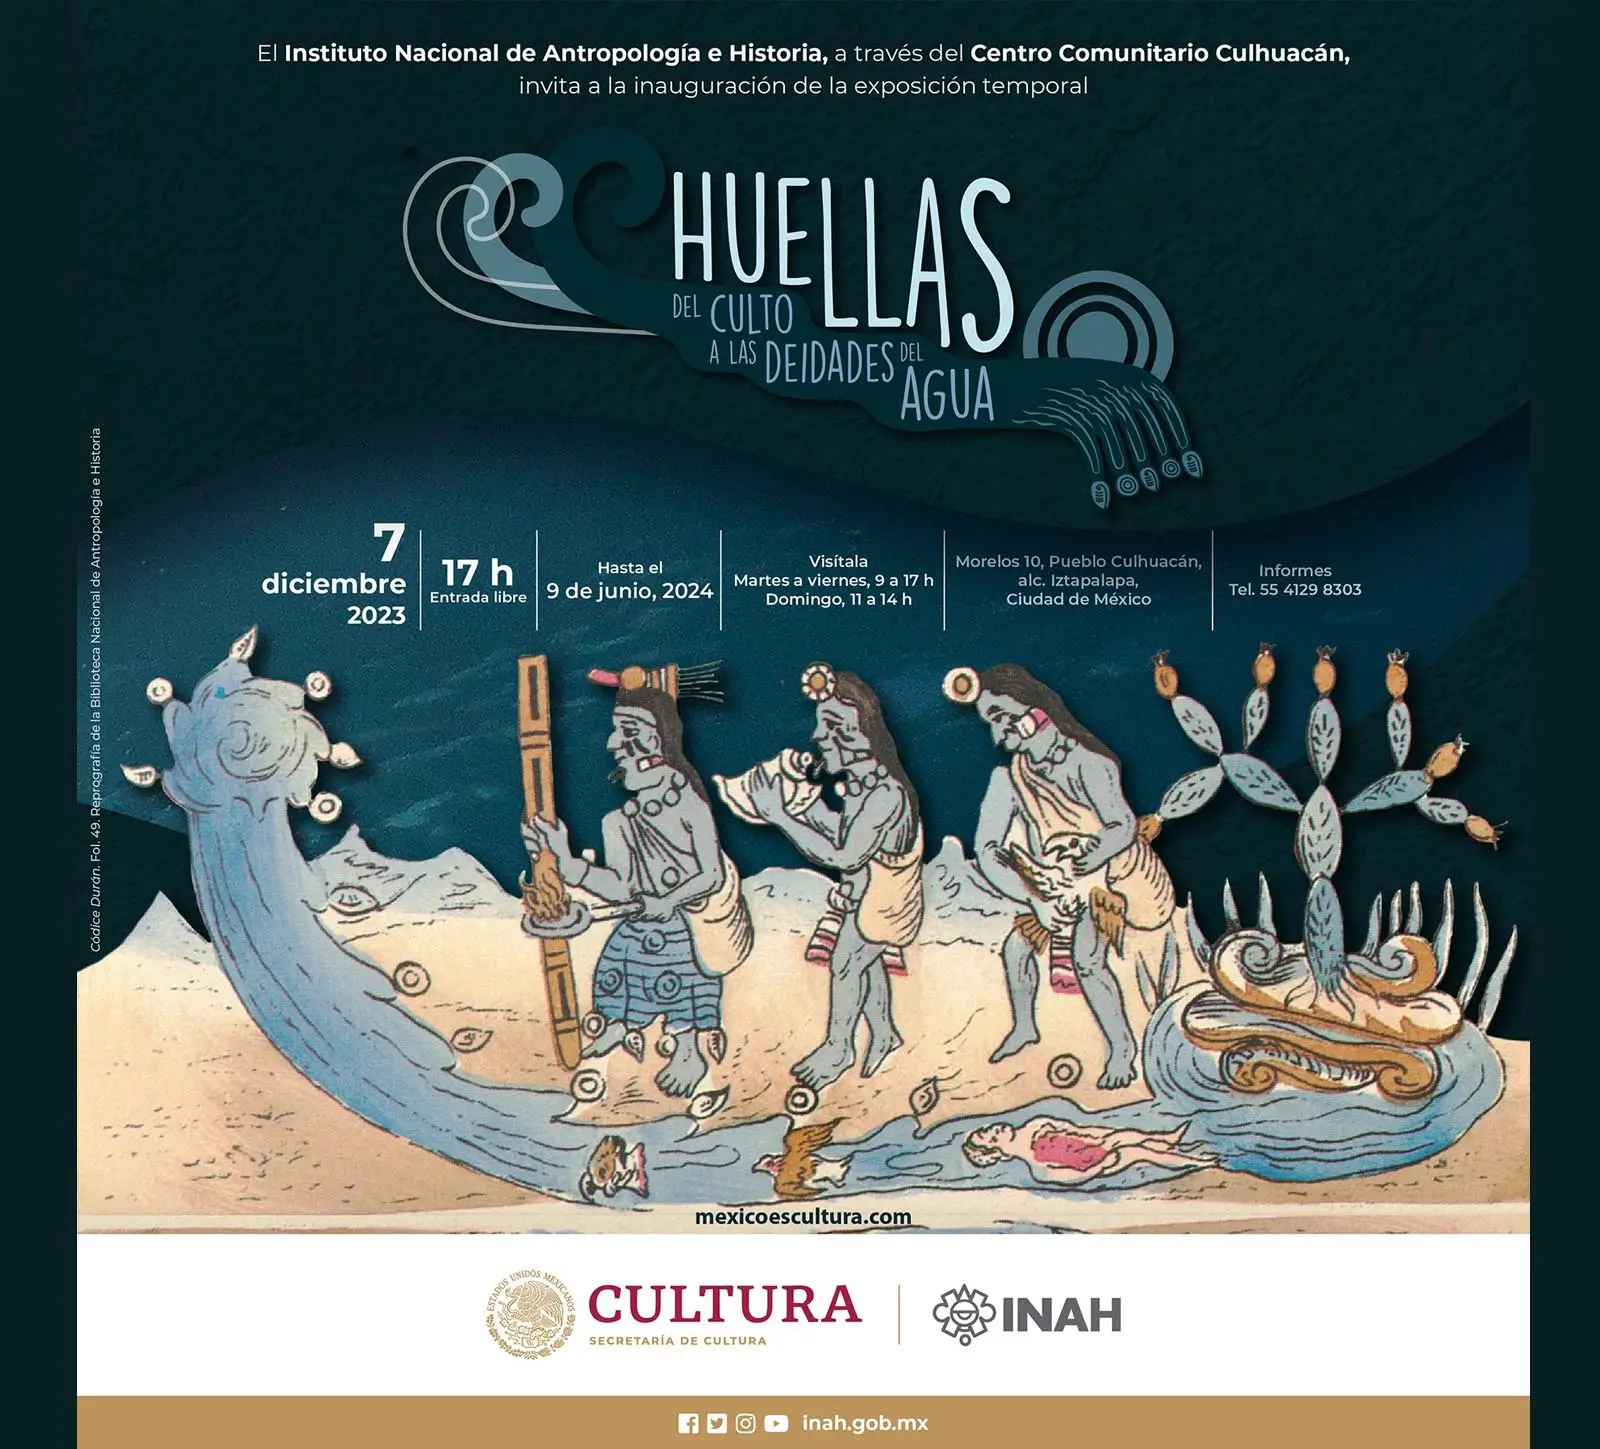 El Instituto Nacional de Antropología e Historia, a través del Centro Comunitario Culhuacán,
invita a la inauguración de la exposición temporal
HUELLAS
DEL CULTO
A LAS DEIDADES DEL
AGUA
7
diciembre
2023
17 h
Entrada libre
Hasta el
9 de junio, 2024
Visítala
Martes a viernes, 9 a 17 h
Domingo, 11 a 14 h
Morelos 10, Pueblo Culhuacán,
alc. Iztapalapa,
Ciudad de México
Informes
Tel. 55 4129 8303
Códice Durán. Fol. 49. Reprografía de la Biblioteca Nacional de Antropología e Historia
mexicoescultura.com
ESTADOS UNIDOS MEXICANOS
CULTURA
SECRETARÍA DE CULTURA
INAH
inah.gob.mx